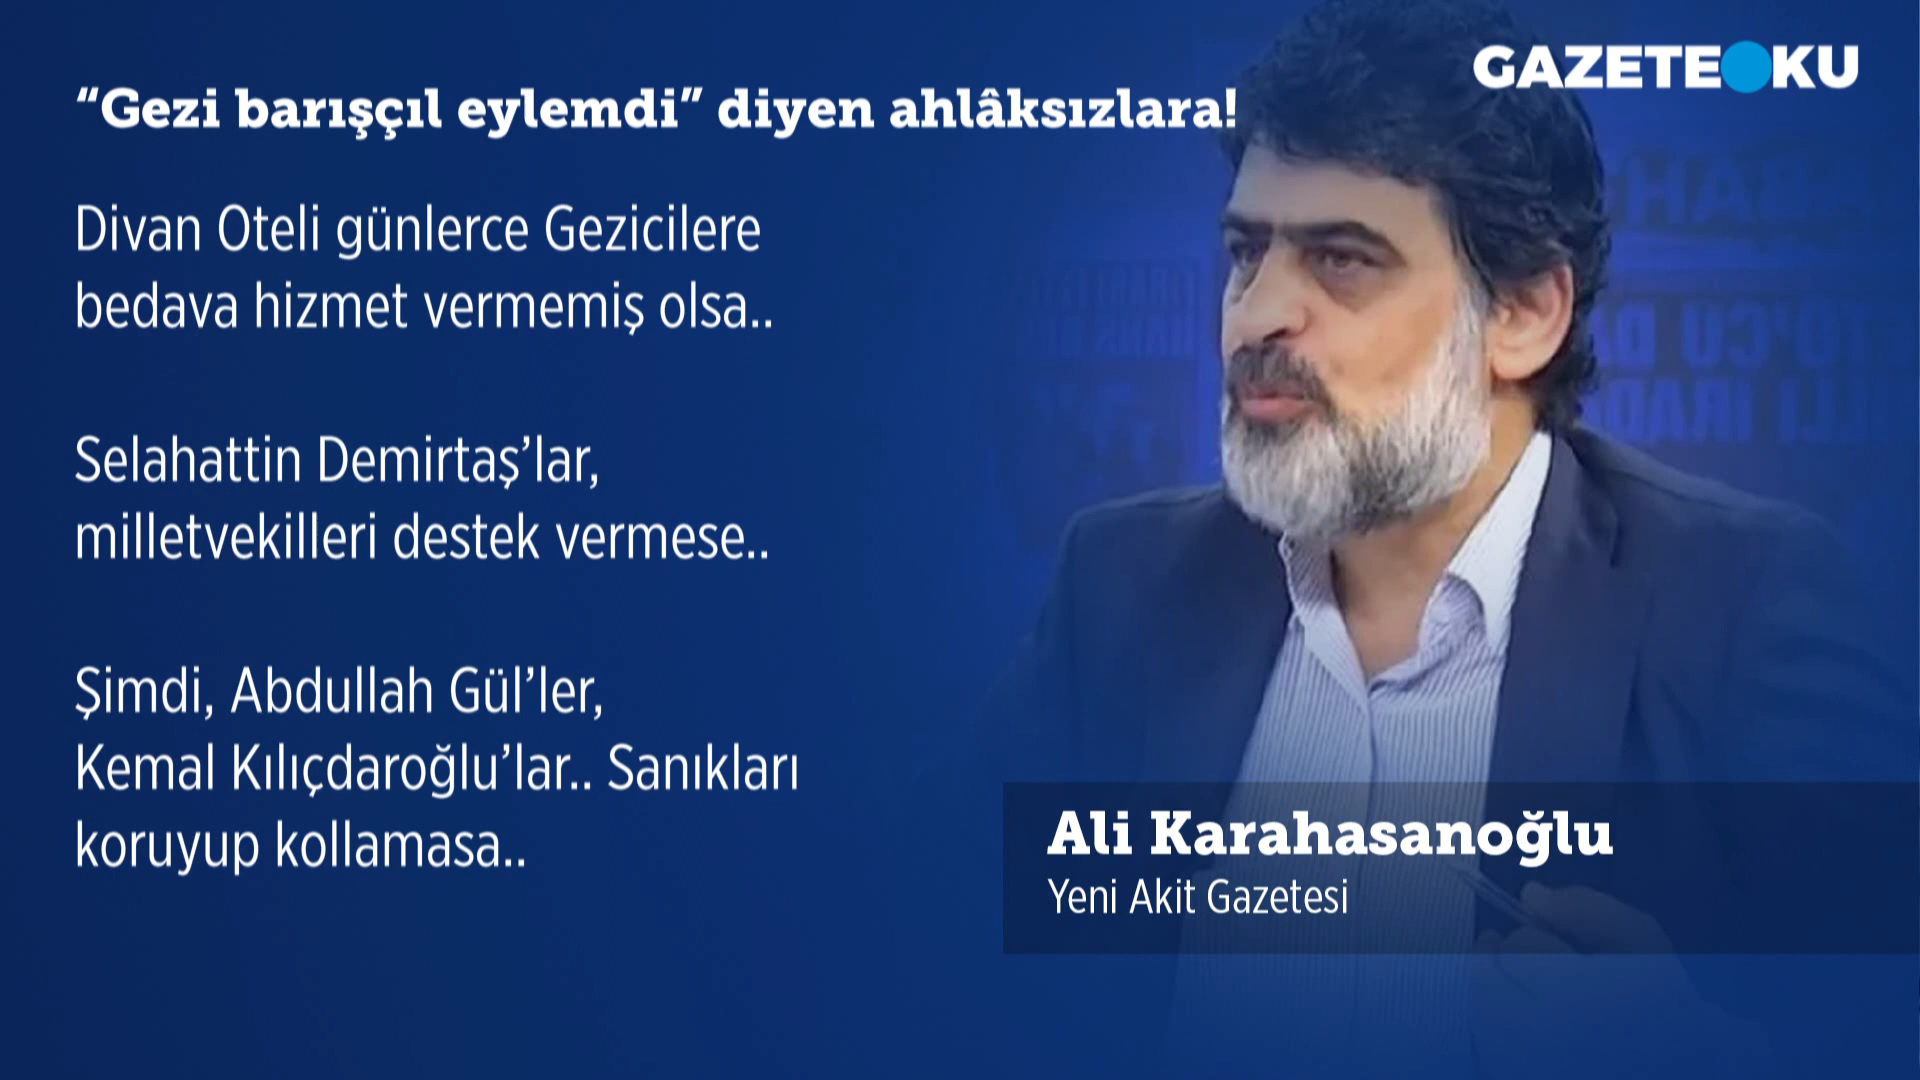 GAZETEOKU
“Gezi barışçıl eylemdi” diyen ahlâksızlara!
Divan Oteli günlerce Gezicilere
bedava hizmet vermemiş olsa..
Selahattin Demirtaş’lar,
milletvekilleri destek vermese..
Şimdi, Abdullah Gül’ler,
Kemal Kılıçdaroğlu’lar.. Sanıkları
koruyup kollamasa..
Ali Karahasanoğlu
Yeni Akit Gazetesi